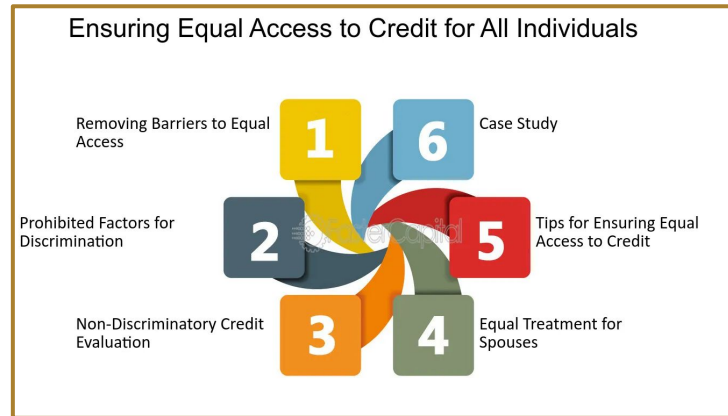 Ensuring Equal Access to Credit for All Individuals
1
Removing Barriers to Equal
Access
2
Prohibited Factors for
Discrimination
3
Non-Discriminatory Credit
Evaluation
4
Equal Treatment for
Spouses
5
Tips for Ensuring Equal
Access to Credit
6
Case Study